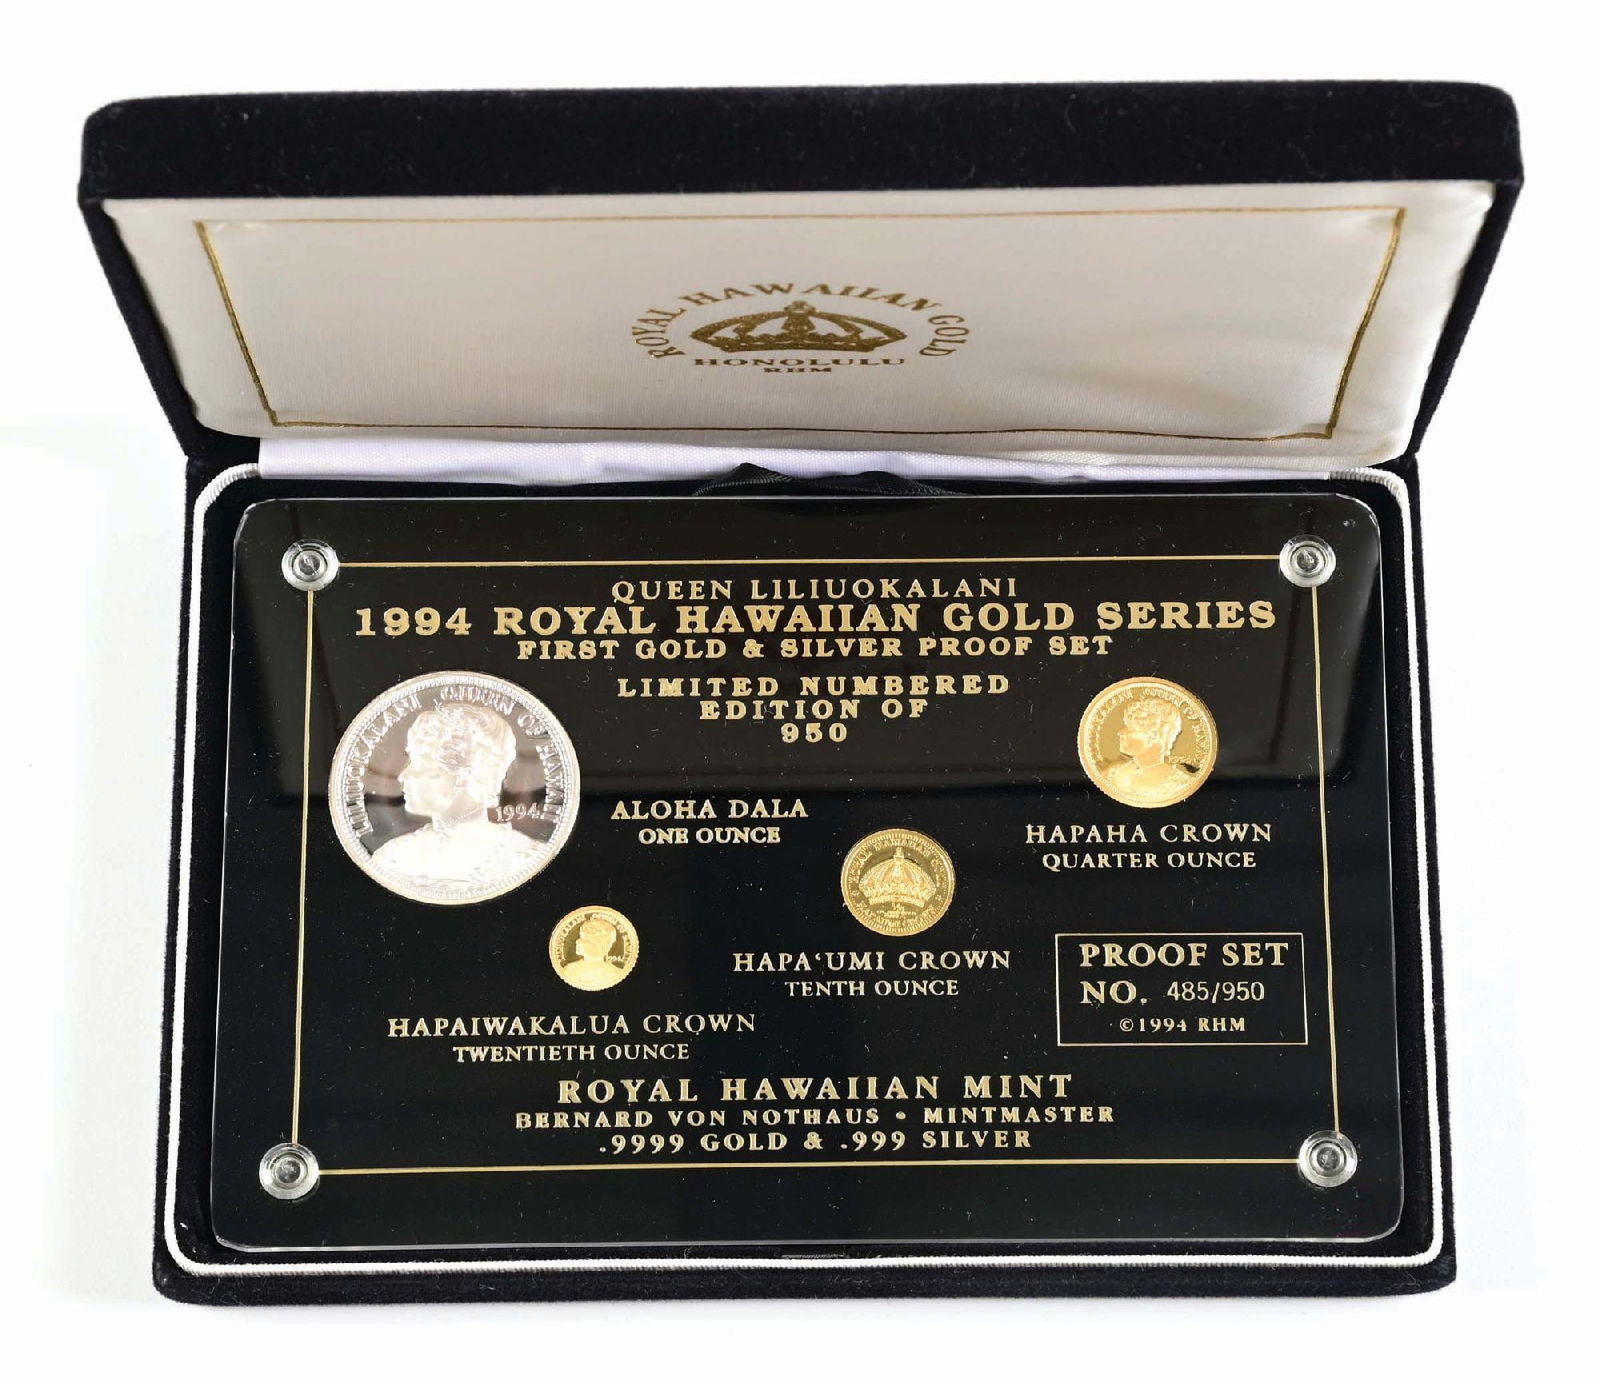 ROYAL HAWAIIAN GOLD
HONOLULU
RHM
QUEEN LILIUOKALANI
1994 ROYAL HAWAIIAN GOLD SERIES
FIRST GOLD & SILVER PROOF SET
LIMITED NUMBERED
EDITION OF
950
LILIUOKALANI QUEEN OF HAWAII
1994
ALOHA DALA
ONE OUNCE
HAPAHA CROWN
QUARTER OUNCE
HAPA‘UMI CROWN
TENTH OUNCE
HAPAIWAKALUA CROWN
TWENTIETH OUNCE
PROOF SET
NO. 485/950
©1994 RHM
ROYAL HAWAIIAN MINT
BERNARD VON NOTHAUS • MINTMASTER
.9999 GOLD & .999 SILVER